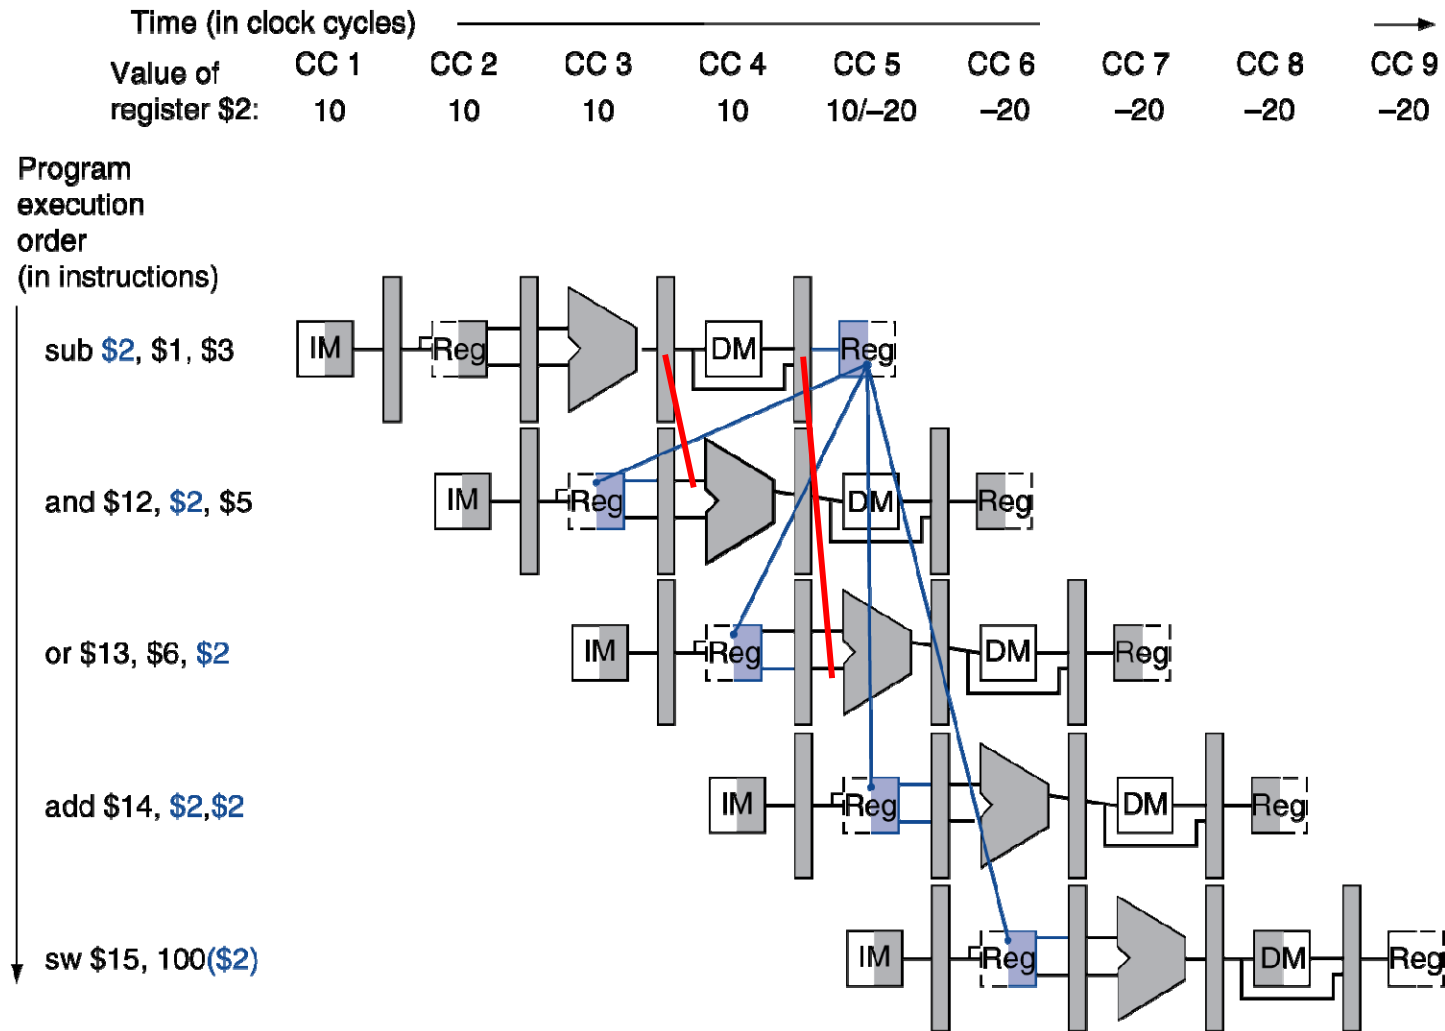 Time (in clock cycles)
Value of register $2:
CC 1 CC 2 CC 3 CC 4 CC 5 CC 6 CC 7 CC 8 CC 9
10 10 10 10 10/–20 –20 –20 –20 –20
Program
execution
order
(in instructions)
sub $2, $1, $3
IM Reg DM Reg
and $12, $2, $5
IM Reg DM Reg
or $13, $6, $2
IM Reg DM Reg
add $14, $2,$2
IM Reg DM Reg
sw $15, 100($2)
IM Reg DM Reg